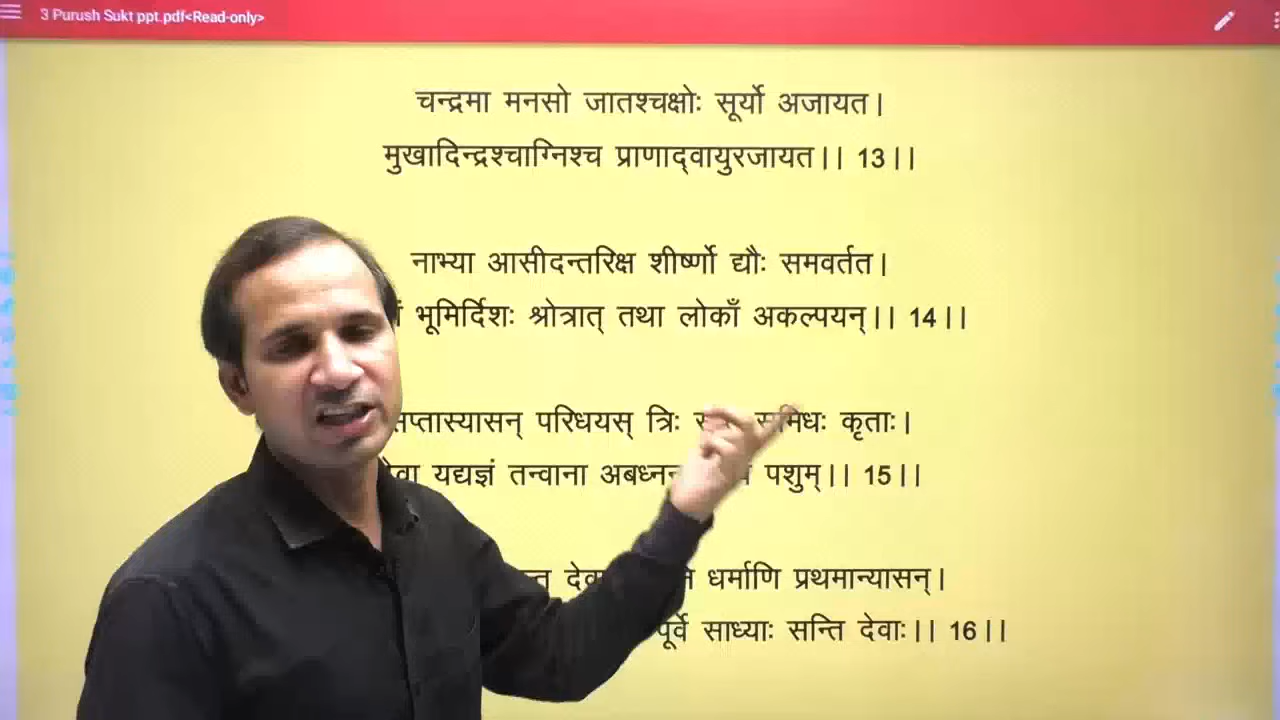 3 Purush Sukt ppt.pdf<Read-only>
चन्द्रमा मनसो जातश्चक्षोः सूर्यो अजायत।
मुखादिन्द्रश्चाग्निश्च प्राणाद्वायुरजायत।। 13।।
नाभ्या आसीदन्तरिक्ष शीर्ष्णो द्यौः समवर्तत।
भूमिर्दिशः श्रोत्रात् तथा लोकाँ अकल्पयन्।। 14।।
सप्तास्यासन् परिधयस् त्रिः समिधः कृताः।
यद्यज्ञं तन्वाना पशुम्।। 15।।
धर्माणि प्रथमान्यासन्।
पूर्वे साध्याः सन्ति देवाः।। 16।।